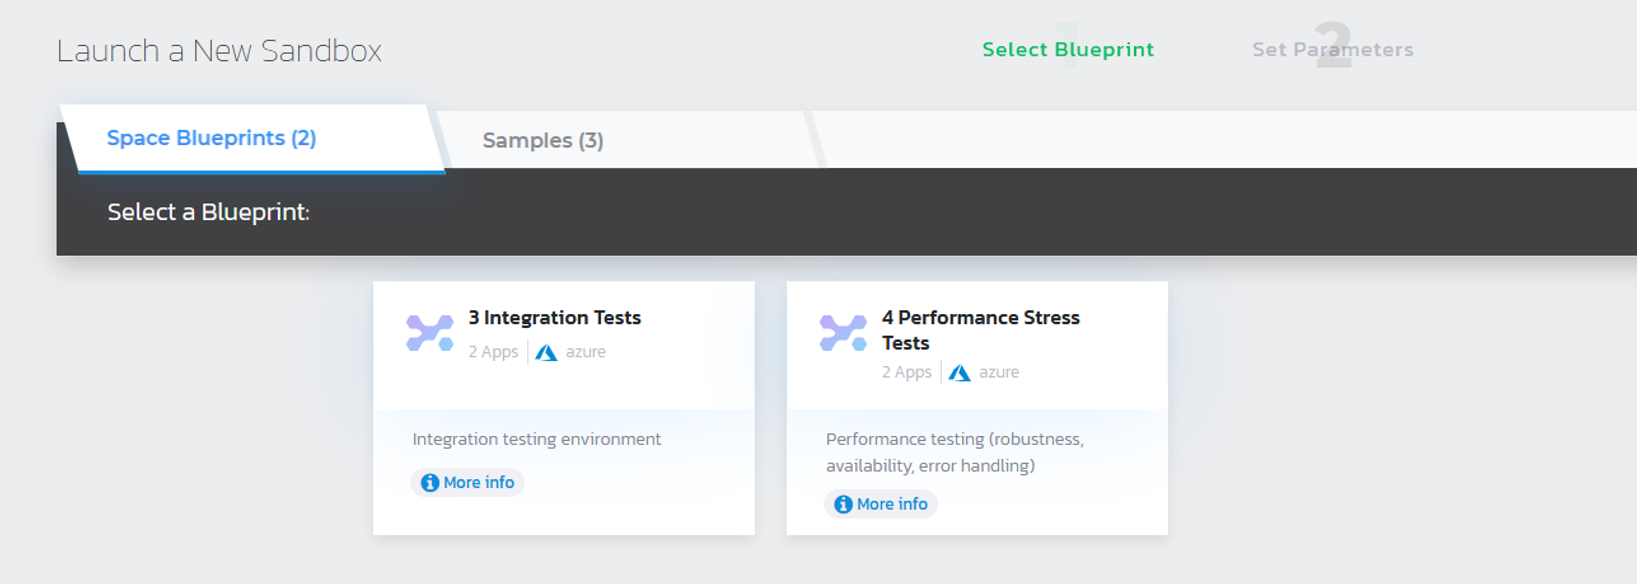 Launch a New Sandbox
1
Select Blueprint
2
Set Parameters
Space Blueprints (2)
Samples (3)
Select a Blueprint:
3 Integration Tests
2 Apps azure
Integration testing environment
More info
4 Performance Stress
Tests
2 Apps azure
Performance testing (robustness,
availability, error handling)
More info